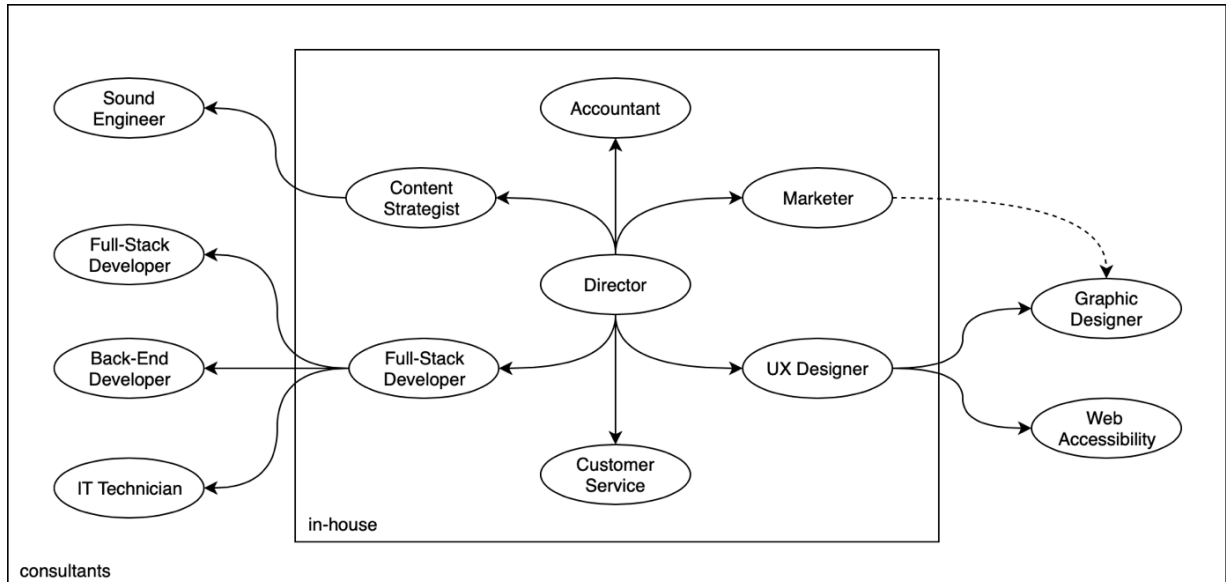 Sound
Engineer
Accountant
Content
Strategist
Marketer
Full-Stack
Developer
Director
Graphic
Designer
Back-End
Developer
Full-Stack
Developer
UX Designer
Web
Accessibility
Customer
Service
IT Technician
in-house
consultants